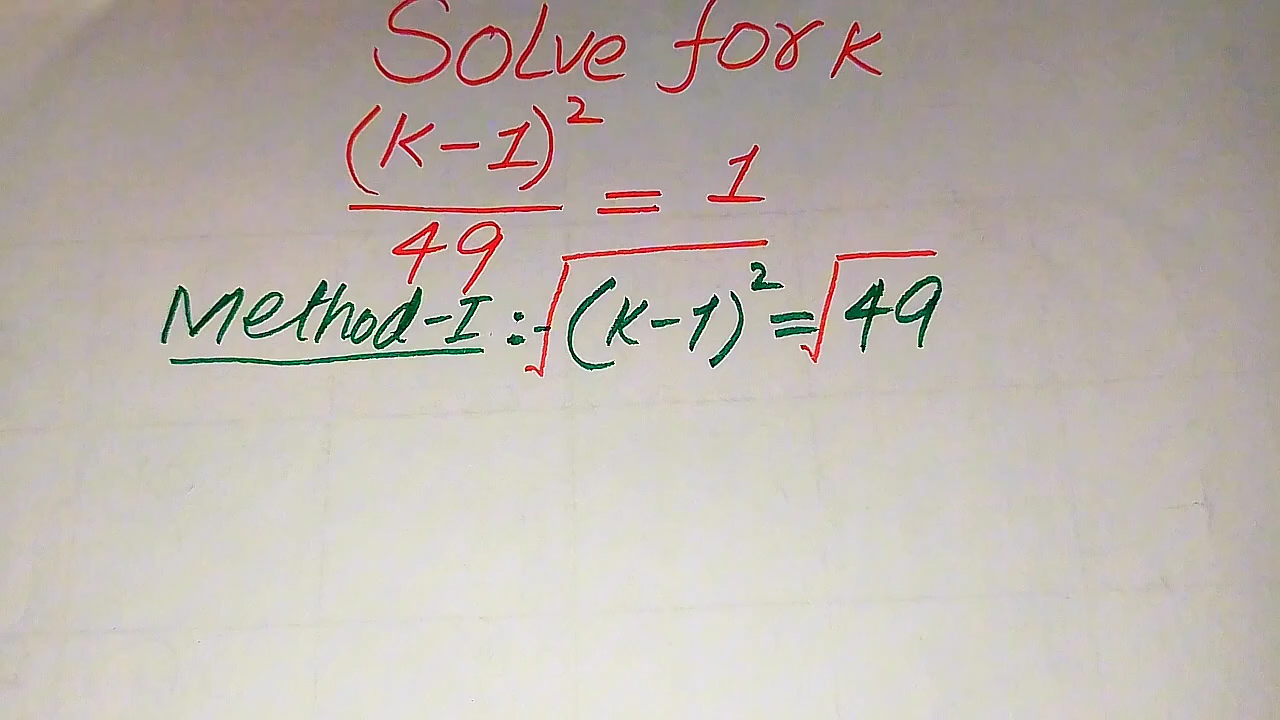 Solve for k
(k-1)²
= 1
49
Method-I :- √(k-1)² = √49